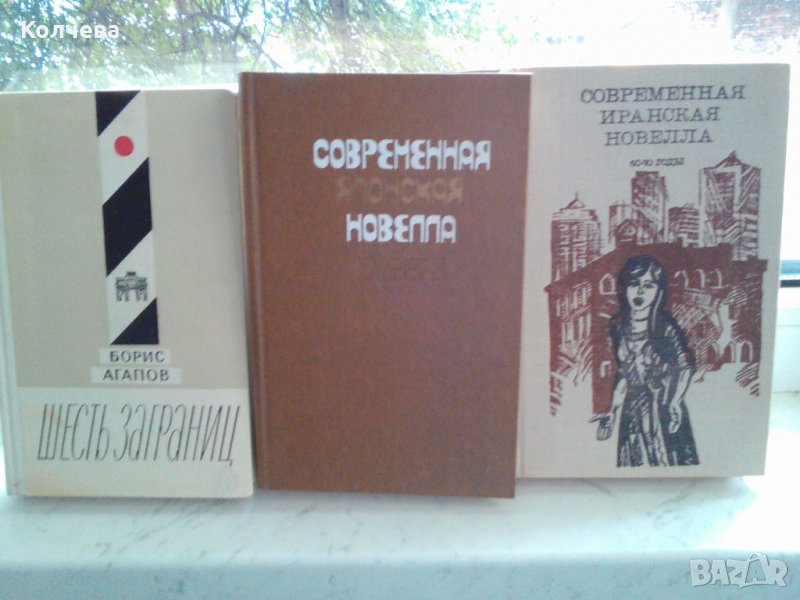 Колчева
БОРИС
АГАПОВ
ШЕСТЬ ЗАГРАНИЦ
СОВРЕМЕННАЯ
ЯПОНСКАЯ
НОВЕЛЛА
СОВРЕМЕННАЯ
ИРАНСКАЯ
НОВЕЛЛА
60-70 ГОДЫ
BAZAR